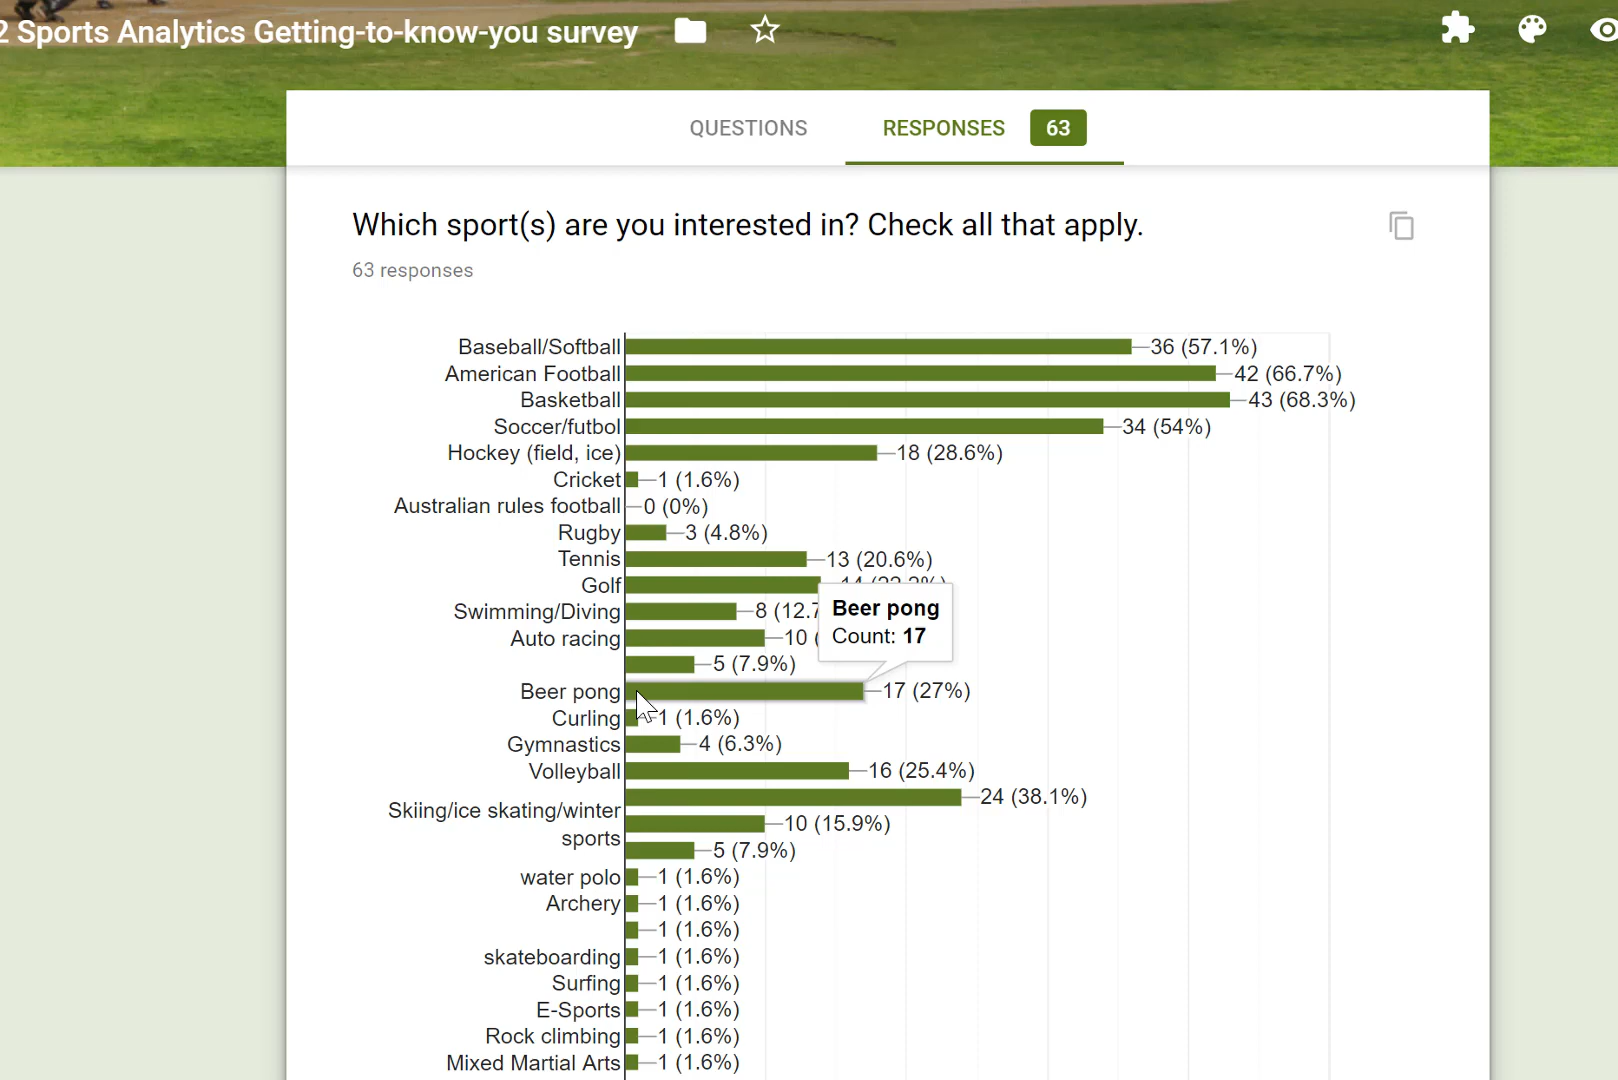 2 Sports Analytics Getting-to-know-you survey
QUESTIONS
RESPONSES
63
Which sport(s) are you interested in? Check all that apply.
63 responses
Baseball/Softball 36 (57.1%)
American Football 42 (66.7%)
Basketball 43 (68.3%)
Soccer/futbol 34 (54%)
Hockey (field, ice) 18 (28.6%)
Cricket 1 (1.6%)
Australian rules football 0 (0%)
Rugby 3 (4.8%)
Tennis 13 (20.6%)
Golf
Swimming/Diving 8 (12.7
Auto racing 10 (
Beer pong
Count: 17
5 (7.9%)
Beer pong 17 (27%)
Curling 1 (1.6%)
Gymnastics 4 (6.3%)
Volleyball 16 (25.4%)
24 (38.1%)
Skiing/ice skating/winter
10 (15.9%)
sports
5 (7.9%)
water polo 1 (1.6%)
Archery 1 (1.6%)
1 (1.6%)
skateboarding 1 (1.6%)
Surfing 1 (1.6%)
E-Sports 1 (1.6%)
Rock climbing 1 (1.6%)
Mixed Martial Arts 1 (1.6%)